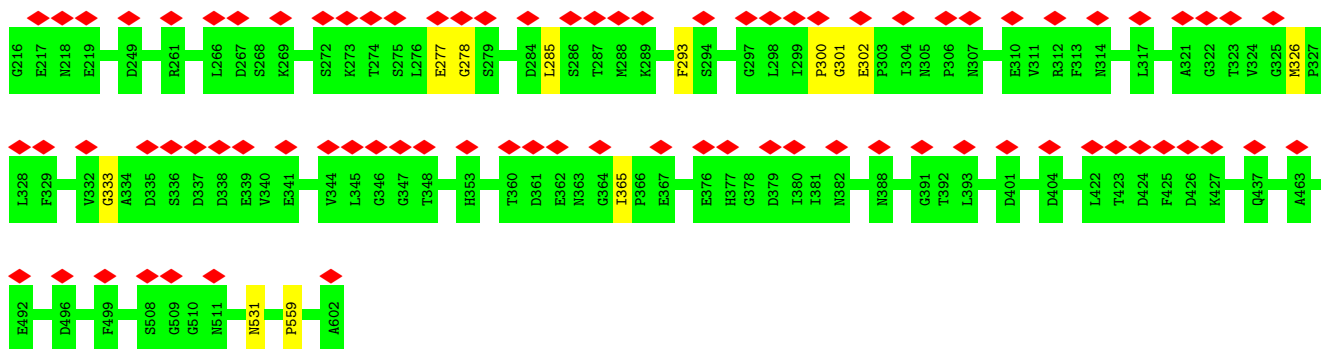 G216 E217 N218 E219 D249 R261 L266 D267 S268 K269 S272 K273 T274 S275 L276 E277 G278 S279 D284 L285 S286 T287 M288 K289 F293 S294 G297 L298 I299 P300 G301 E302 P303 I304 N305 P306 N307 E310 V311 R312 F313 N314 L317 A321 G322 T323 V324 G325 M326 P327
L328 F329 V332 G333 A334 D335 S336 D337 D338 E339 V340 E341 V344 L345 G346 G347 T348 H353 T360 D361 E362 N363 G364 I365 P366 E367 E376 H377 G378 D379 I380 I381 N382 N388 G391 T392 L393 D401 D404 L422 T423 D424 F425 D426 K427 Q437 A463
E492 D496 F499 S508 G509 G510 N511 N531 P559 A602